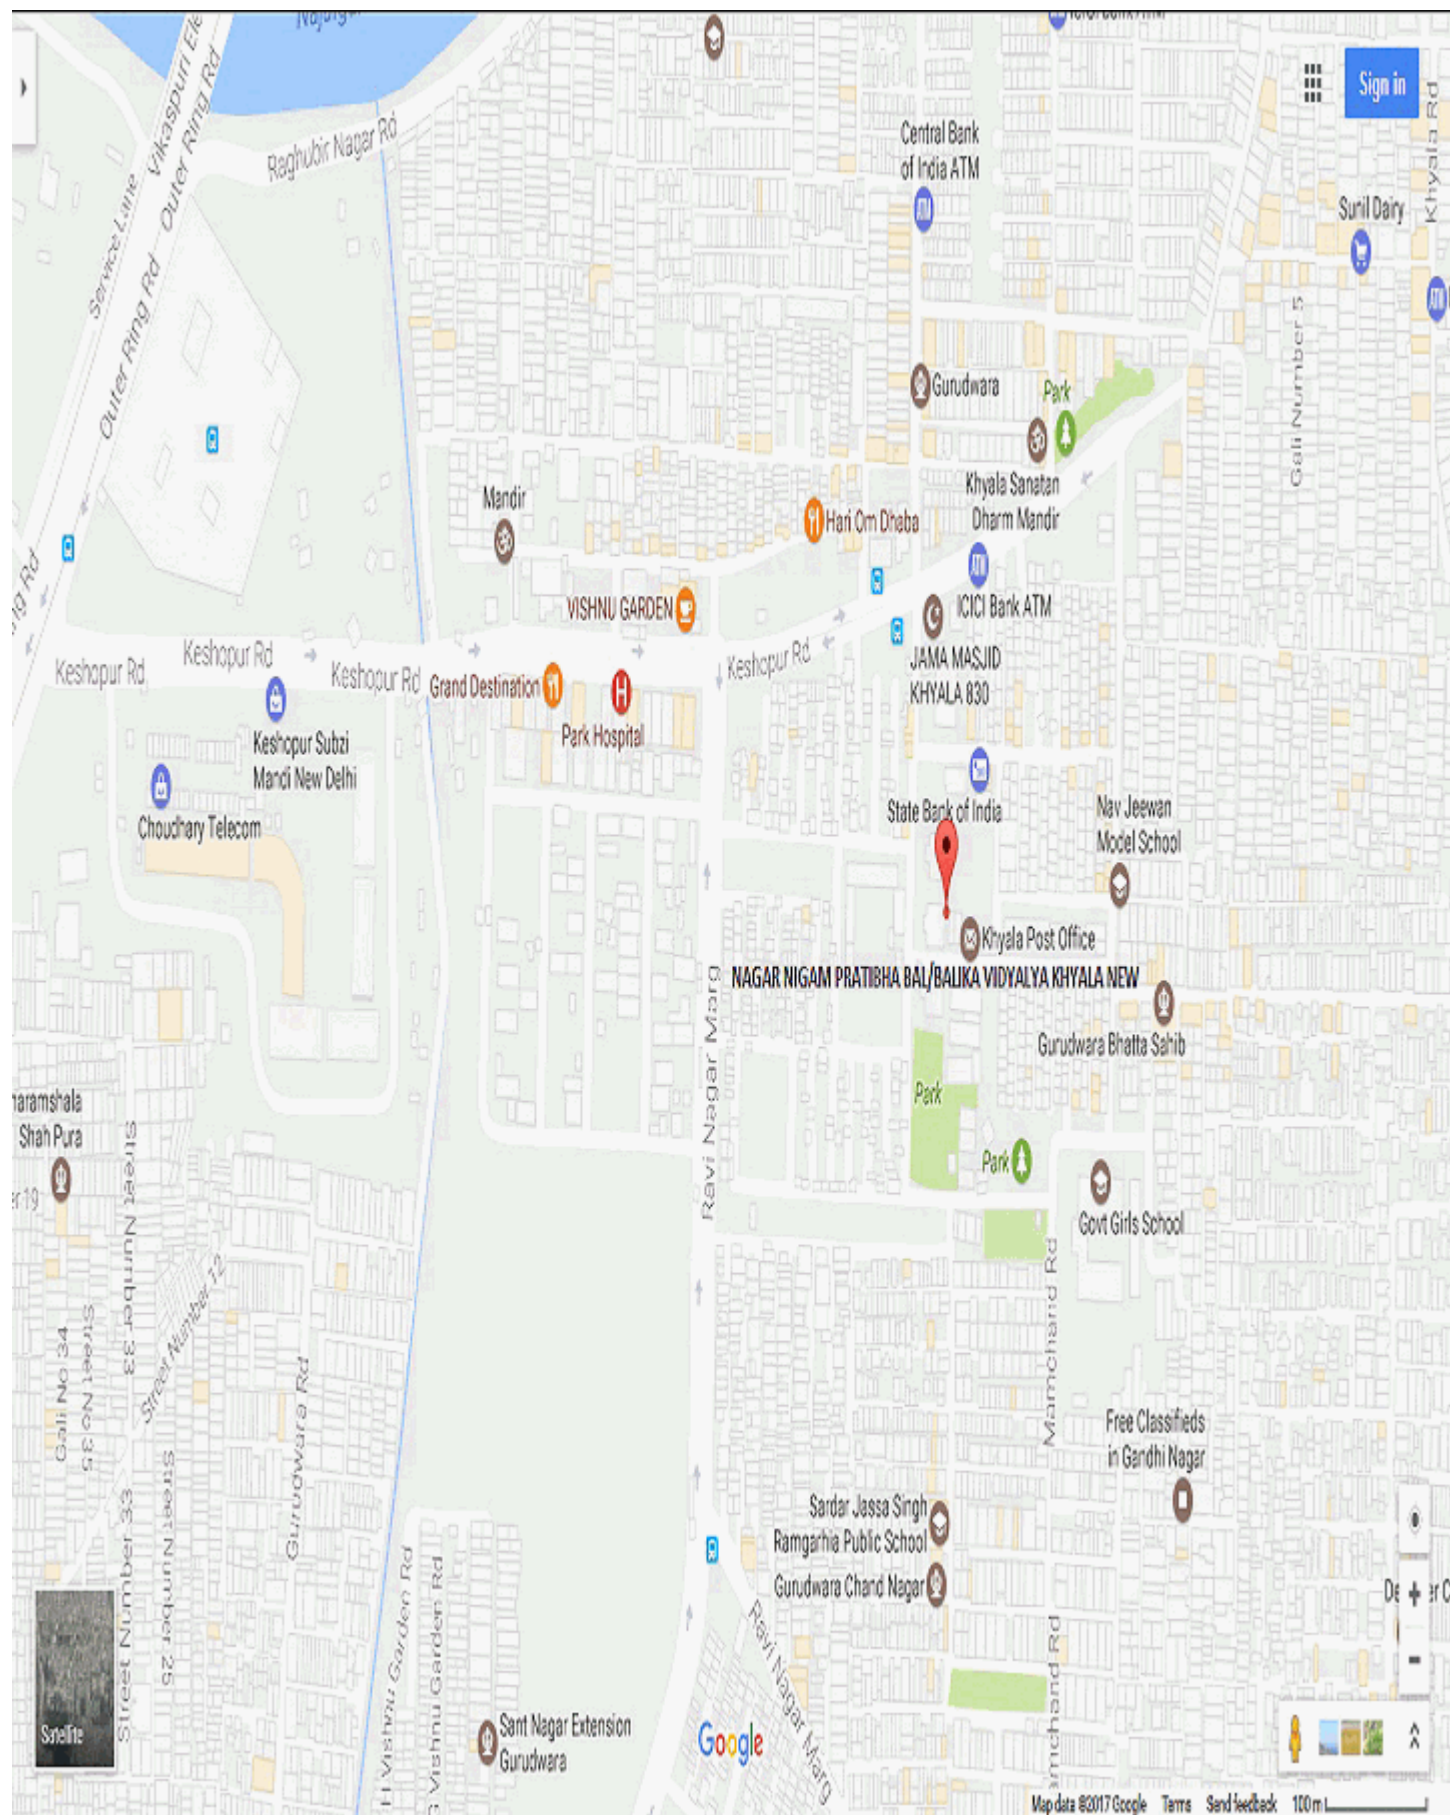 ICICI Bank ATM
Sign in
Vikaspuri Ele
Outer Ring Rd
Raghubir Nagar Rd
Khyala Rd
Central Bank
of India ATM
Service Lane
Sunil Dairy
Outer Ring Rd
Gali Number 5
Gurudwara
Park
Khyala Sanatan
Dharm Mandir
Mandir
Hari Om Dhaba
ICICI Bank ATM
VISHNU GARDEN
JAMA MASJID
KHYALA 830
Keshopur Rd
Keshopur Rd
Keshopur Rd
Keshopur Rd
Grand Destination
Park Hospital
Keshopur Subzi
Mandi New Delhi
Choudhary Telecom
State Bank of India
Nav Jeewan
Model School
Khyala Post Office
NAGAR NIGAM PRATIBHA BAL/BALIKA VIDYALYA KHYALA NEW
Ravi Nagar Marg
Gurudwara Bhatta Sahib
Park
Park
Govt Girls School
haramshala
Shah Pura
er 19
Street Number 33
Street Number 12
Gali No 34
Street No 35
Gurudwara Rd
Mamchand Rd
Free Classifieds
in Gandhi Nagar
Street Number 33
Street Number 25
Sardar Jassa Singh
Ramgarhia Public School
Gurudwara Chand Nagar
H Vishnu Garden Rd
G Vishnu Garden Rd
Ravi Nagar Marg
amchand Rd
Satellite
Sant Nagar Extension
Gurudwara
Google
Map data ©2017 Google Terms Send feedback 100 m